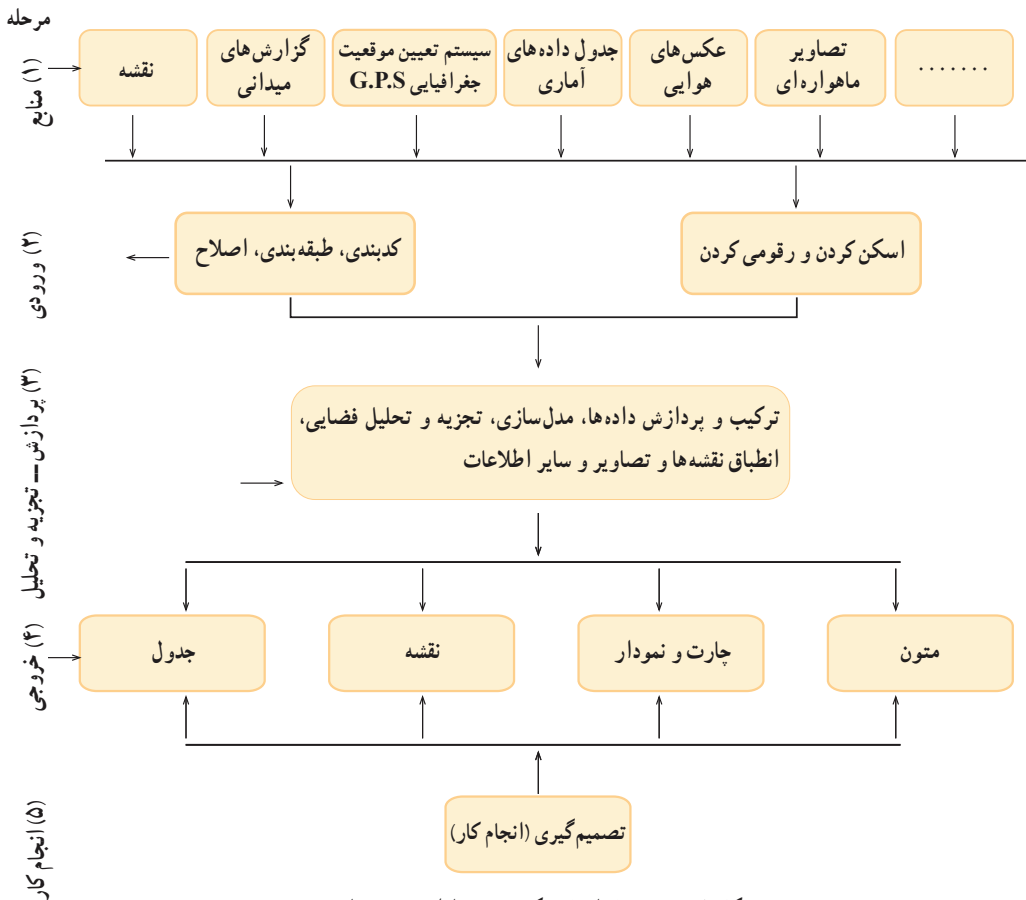 مرحله
(۱) منابع
.......
تصاویر
ماهواره‌ای
عکس‌های
هوایی
جدول داده‌های
آماری
سیستم تعیین موقعیت
جغرافیایی G.P.S
گزارش‌های
میدانی
نقشه
(۲) ورودی
اسکن کردن و رقومی کردن
کدبندی، طبقه‌بندی، اصلاح
(۳) پردازش – تجزیه و تحلیل
ترکیب و پردازش داده‌ها، مدل‌سازی، تجزیه و تحلیل فضایی،
انطباق نقشه‌ها و تصاویر و سایر اطلاعات
(۴) خروجی
متون
چارت و نمودار
نقشه
جدول
(۵) انجام کار
تصمیم‌گیری (انجام کار)